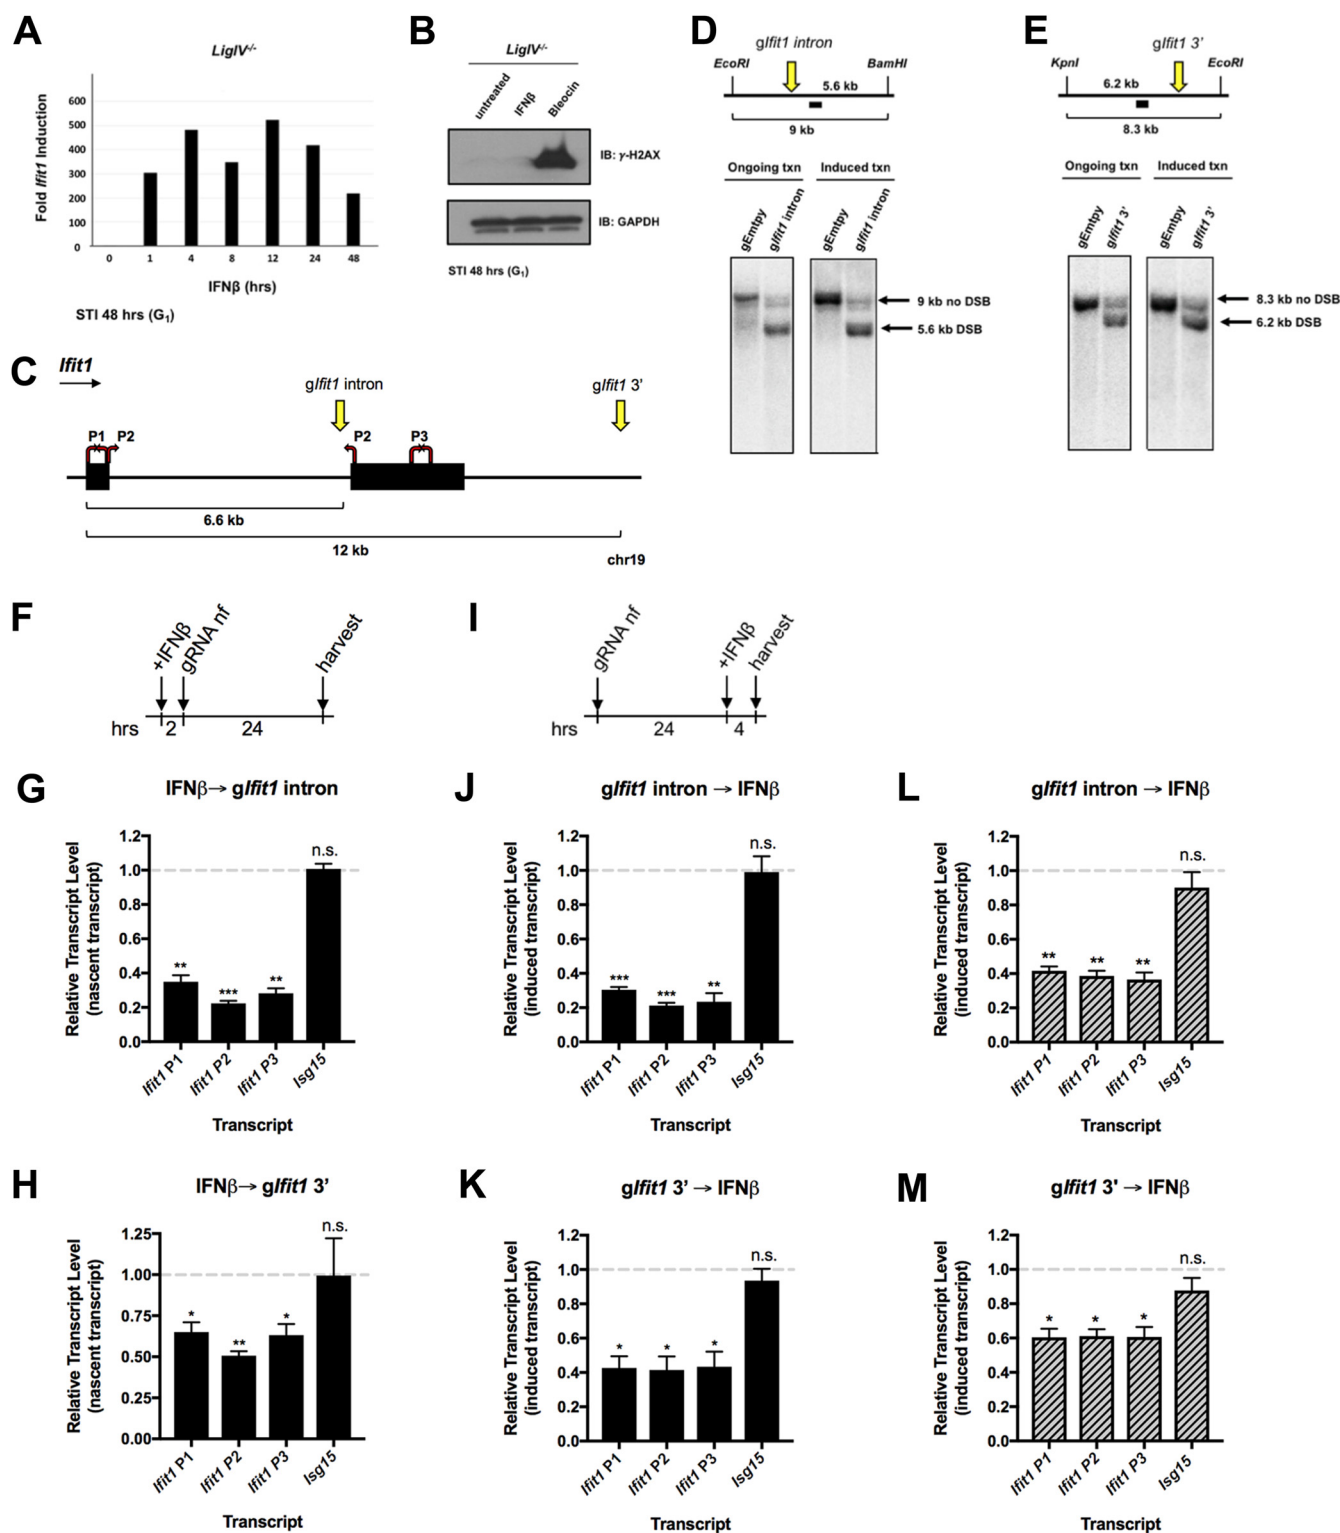 A
LigIV-/-
Fold Ifit1 Induction
600
500
400
300
200
100
0
0 1 4 8 12 24 48
IFNβ (hrs)
STI 48 hrs (G1)
B
LigIV-/-
untreated
IFNβ
Bleocin
IB: γ-H2AX
IB: GAPDH
STI 48 hrs (G1)
C
Ifit1
gIfit1 intron
gIfit1 3’
P1
P2
P2
P3
6.6 kb
12 kb
chr19
D
gIfit1 intron
EcoRI
BamHI
5.6 kb
9 kb
Ongoing txn
Induced txn
gEmtpy
gIfit1 intron
gEmtpy
gIfit1 intron
9 kb no DSB
5.6 kb DSB
E
gIfit1 3’
KpnI
EcoRI
6.2 kb
8.3 kb
Ongoing txn
Induced txn
gEmtpy
gIfit1 3’
gEmtpy
gIfit1 3’
8.3 kb no DSB
6.2 kb DSB
F
+IFNβ
gRNA nf
harvest
hrs
2
24
I
gRNA nf
+IFNβ
harvest
hrs
24
4
G
IFNβ→ gIfit1 intron
Relative Transcript Level
(nascent transcript)
1.2
1.0
0.8
0.6
0.4
0.2
0.0
**
***
**
n.s.
Ifit1 P1
Ifit1 P2
Ifit1 P3
Isg15
Transcript
J
gIfit1 intron → IFNβ
Relative Transcript Level
(induced transcript)
1.2
1.0
0.8
0.6
0.4
0.2
0.0
***
***
**
n.s.
Ifit1 P1
Ifit1 P2
Ifit1 P3
Isg15
Transcript
L
gIfit1 intron → IFNβ
Relative Transcript Level
(induced transcript)
1.2
1.0
0.8
0.6
0.4
0.2
0.0
**
**
**
n.s.
Ifit1 P1
Ifit1 P2
Ifit1 P3
Isg15
Transcript
H
IFNβ→ gIfit1 3’
Relative Transcript Level
(nascent transcript)
1.25
1.00
0.75
0.50
0.25
0.00
*
**
*
n.s.
Ifit1 P1
Ifit1 P2
Ifit1 P3
Isg15
Transcript
K
gIfit1 3’ → IFNβ
Relative Transcript Level
(induced transcript)
1.2
1.0
0.8
0.6
0.4
0.2
0.0
*
*
*
n.s.
Ifit1 P1
Ifit1 P2
Ifit1 P3
Isg15
Transcript
M
gIfit1 3' → IFNβ
Relative Transcript Level
(induced transcript)
1.2
1.0
0.8
0.6
0.4
0.2
0.0
*
*
*
n.s.
Ifit1 P1
Ifit1 P2
Ifit1 P3
Isg15
Transcript